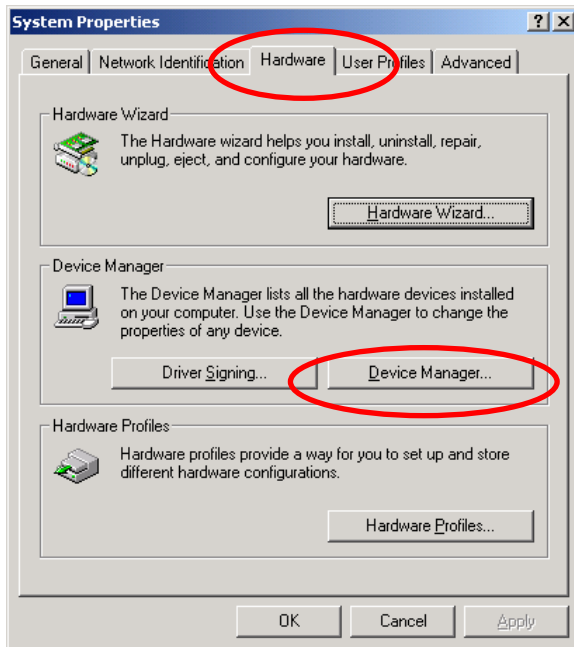 System Properties
? X
General Network Identification Hardware User Profiles Advanced
Hardware Wizard
The Hardware wizard helps you install, uninstall, repair,
unplug, eject, and configure your hardware.
Hardware Wizard...
Device Manager
The Device Manager lists all the hardware devices installed
on your computer. Use the Device Manager to change the
properties of any device.
Driver Signing... Device Manager...
Hardware Profiles
Hardware profiles provide a way for you to set up and store
different hardware configurations.
Hardware Profiles...
OK Cancel Apply